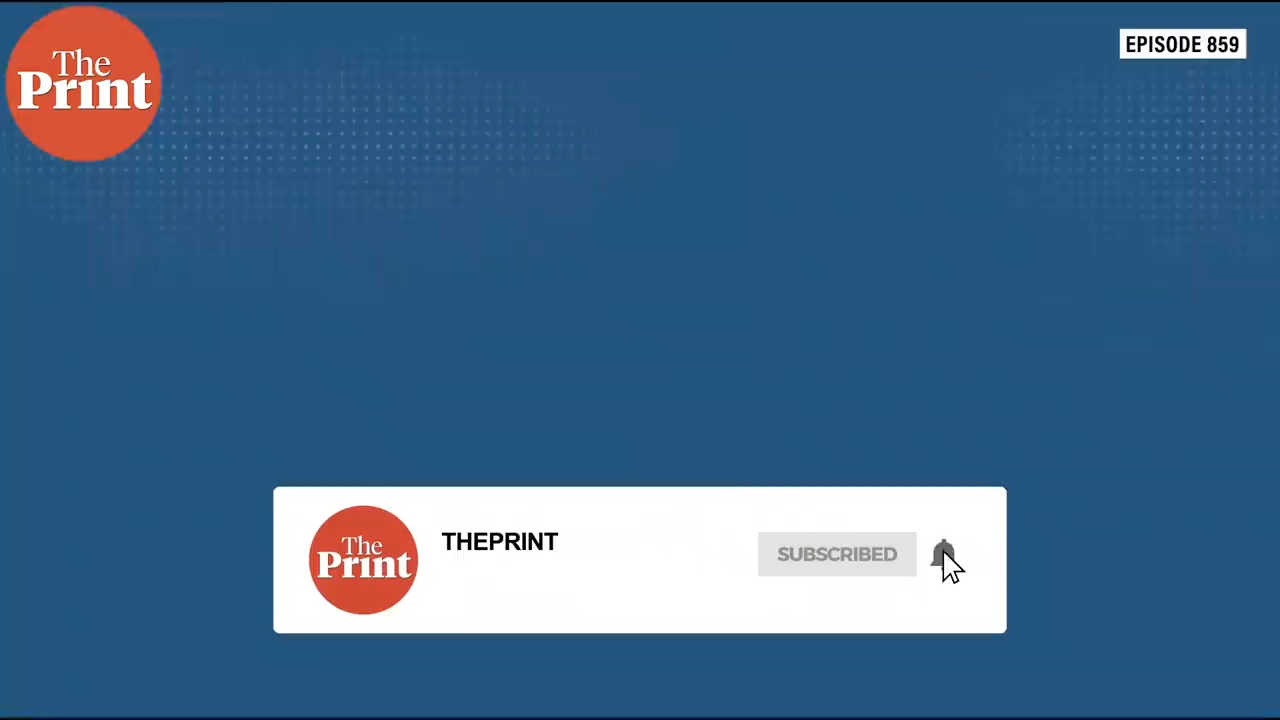 The
Print
EPISODE 859
The
Print
THEPRINT
SUBSCRIBED